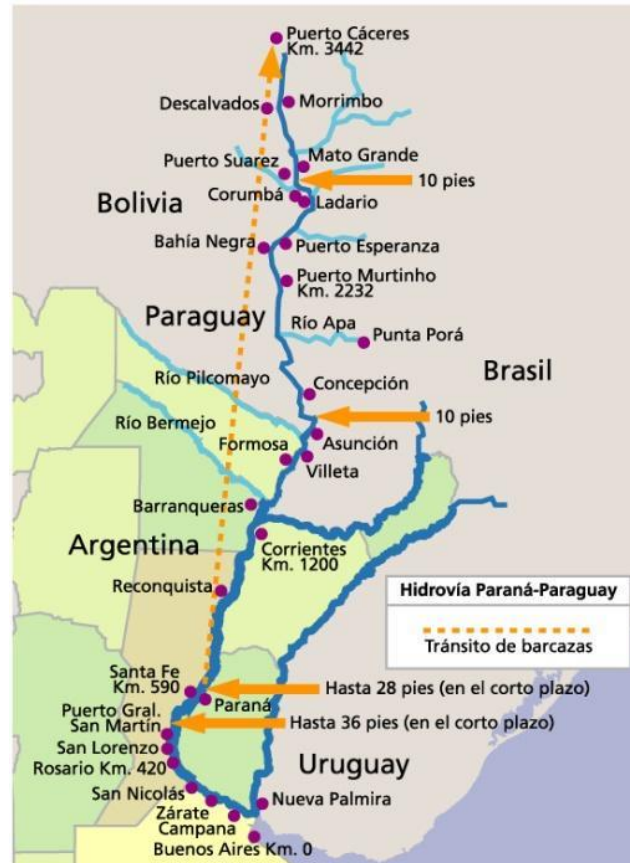 Puerto Cáceres
Km. 3442
Descalvados
Morrimbo
Puerto Suarez
Mato Grande
10 pies
Corumbá
Ladario
Bolivia
Bahía Negra
Puerto Esperanza
Puerto Murtinho
Km. 2232
Paraguay
Río Apa
Punta Porá
Río Pilcomayo
Concepción
Brasil
Río Bermejo
10 pies
Formosa
Asunción
Villeta
Barranqueras
Argentina
Corrientes
Km. 1200
Reconquista
Hidrovía Paraná-Paraguay
Tránsito de barcazas
Santa Fe
Km. 590
Paraná
Hasta 28 pies (en el corto plazo)
Puerto Gral.
San Martín
Hasta 36 pies (en el corto plazo)
San Lorenzo
Rosario Km. 420
Uruguay
San Nicolás
Nueva Palmira
Zárate
Campana
Buenos Aires Km. 0